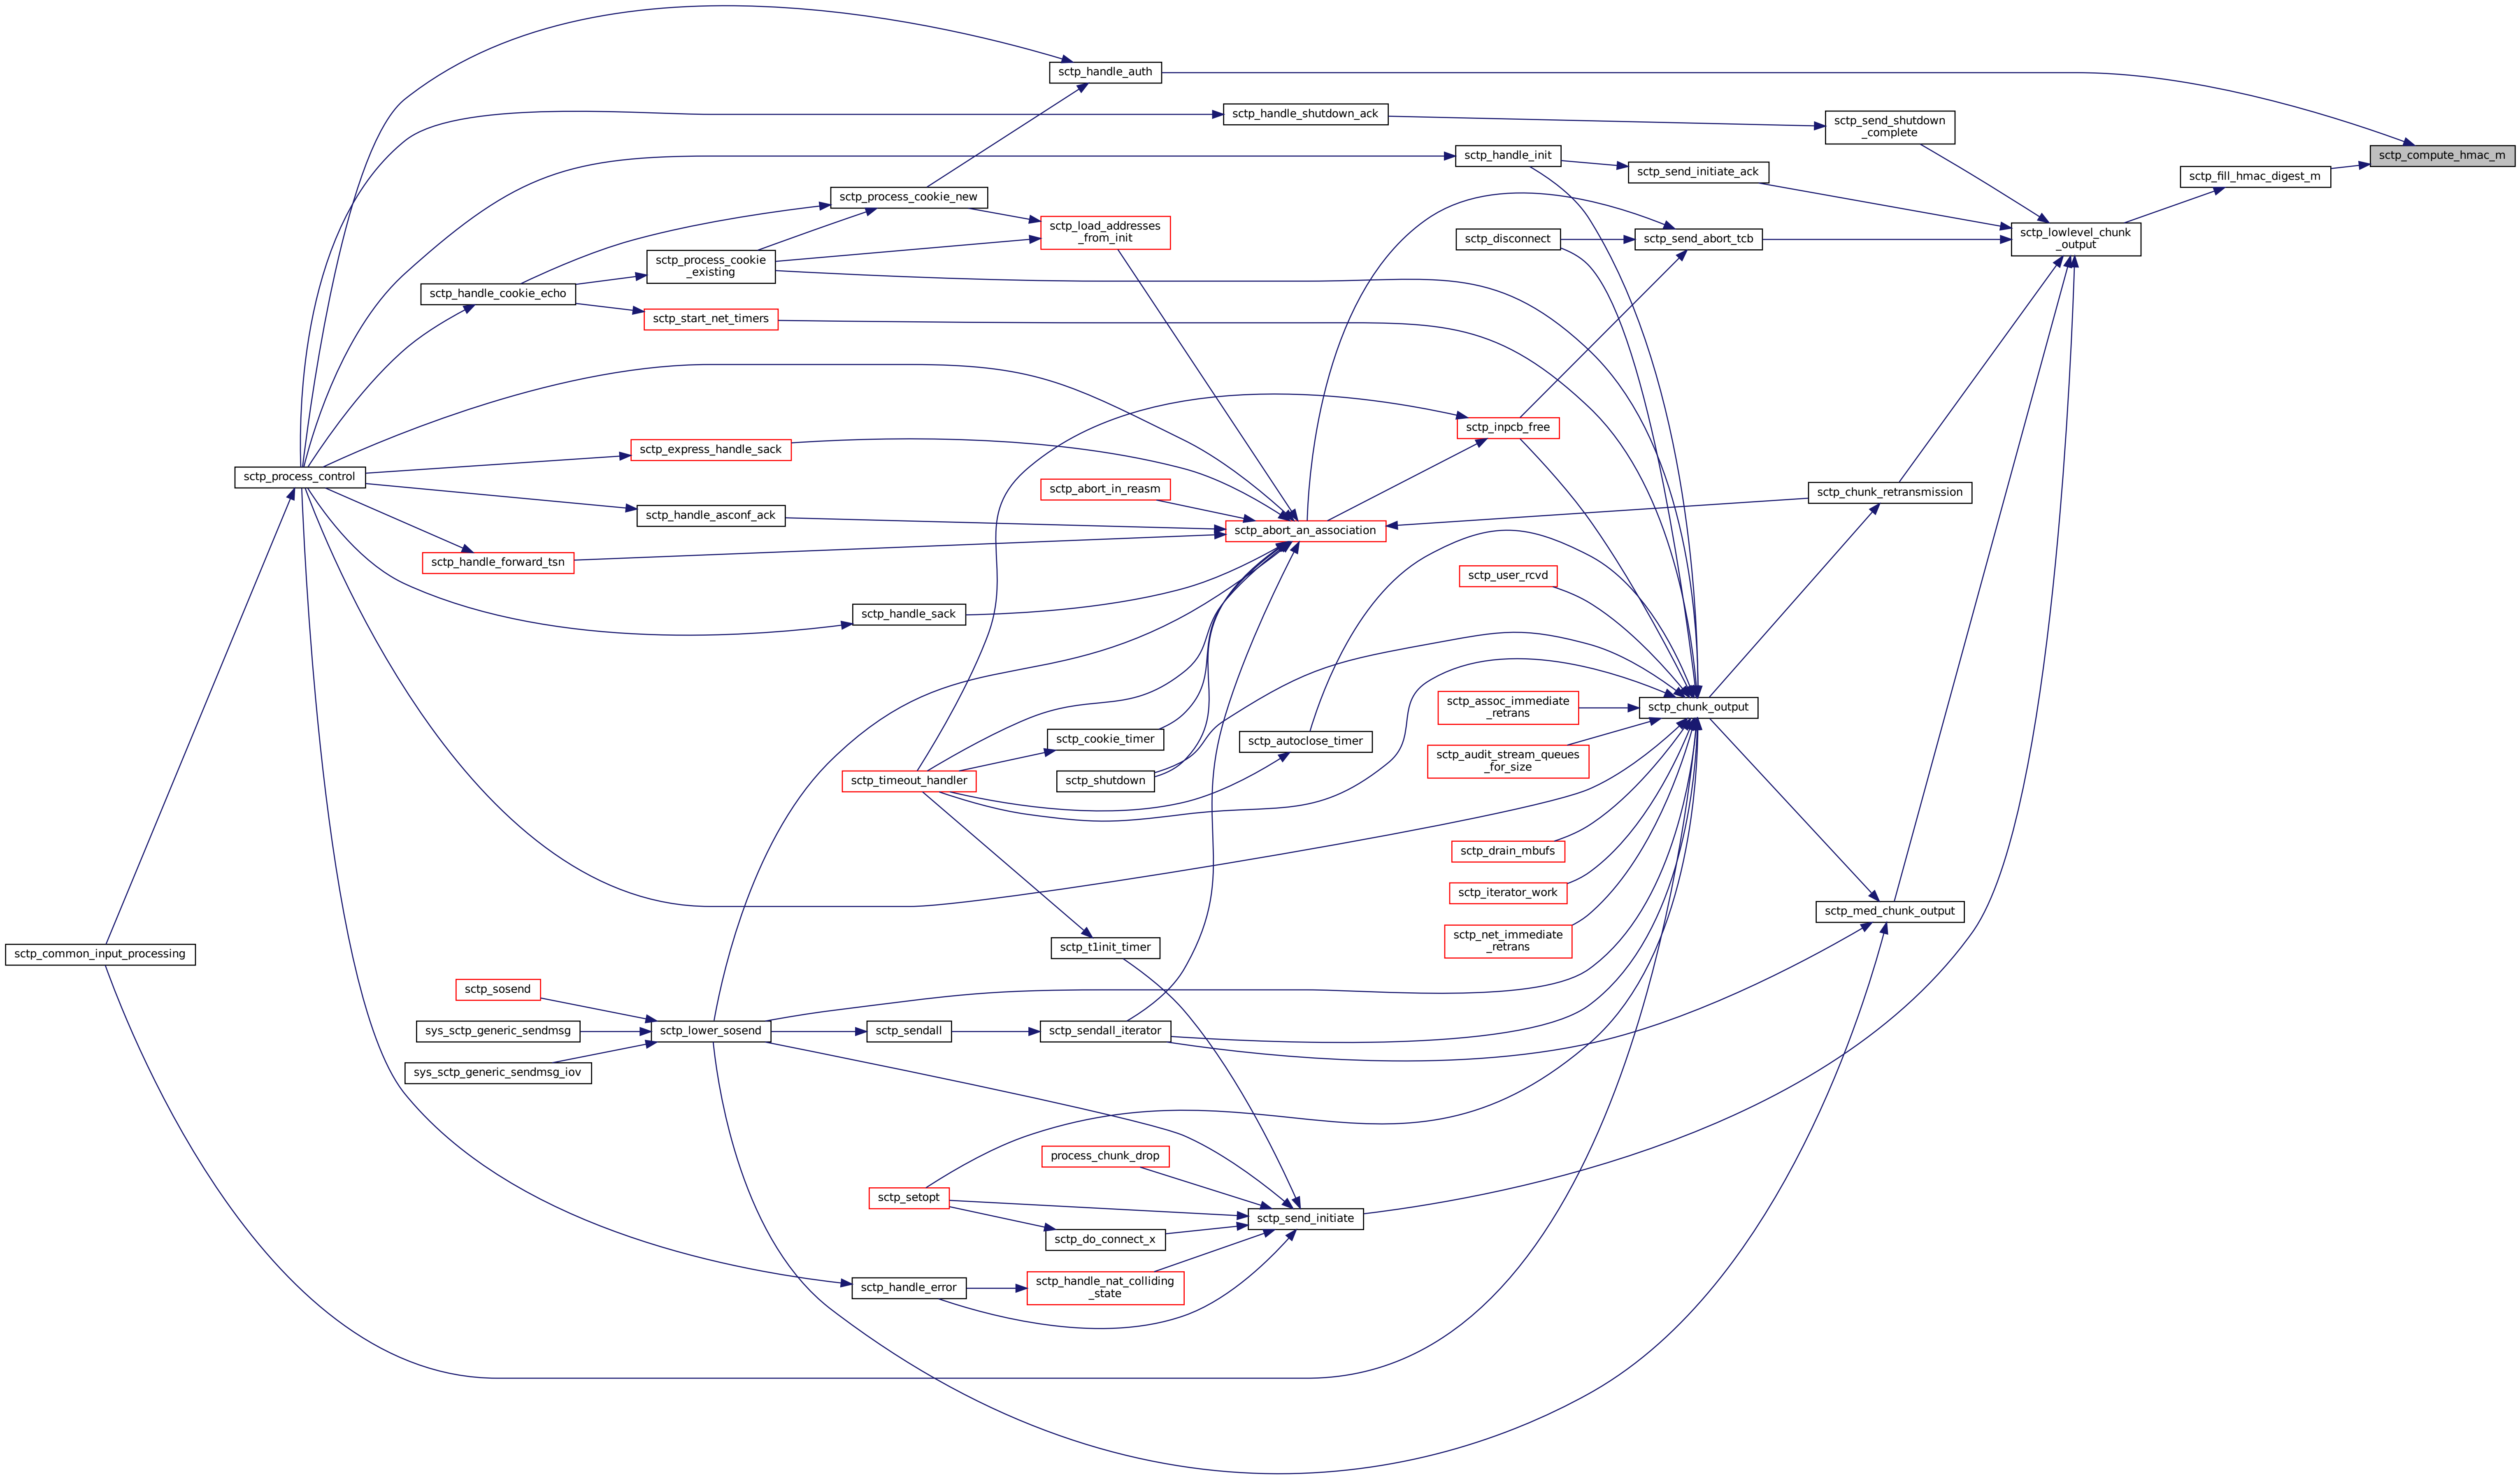 sctp_handle_auth
sctp_handle_shutdown_ack
sctp_send_shutdown
_complete
sctp_handle_init
sctp_compute_hmac_m
sctp_send_initiate_ack
sctp_fill_hmac_digest_m
sctp_process_cookie_new
sctp_load_addresses
_from_init
sctp_disconnect
sctp_send_abort_tcb
sctp_lowlevel_chunk
_output
sctp_process_cookie
_existing
sctp_handle_cookie_echo
sctp_start_net_timers
sctp_inpcb_free
sctp_express_handle_sack
sctp_process_control
sctp_abort_in_reasm
sctp_chunk_retransmission
sctp_handle_asconf_ack
sctp_abort_an_association
sctp_handle_forward_tsn
sctp_user_rcvd
sctp_handle_sack
sctp_assoc_immediate
_retrans
sctp_chunk_output
sctp_cookie_timer
sctp_autoclose_timer
sctp_audit_stream_queues
_for_size
sctp_timeout_handler
sctp_shutdown
sctp_drain_mbufs
sctp_iterator_work
sctp_med_chunk_output
sctp_net_immediate
_retrans
sctp_t1init_timer
sctp_common_input_processing
sctp_sosend
sys_sctp_generic_sendmsg
sctp_lower_sosend
sctp_sendall
sctp_sendall_iterator
sys_sctp_generic_sendmsg_iov
process_chunk_drop
sctp_setopt
sctp_send_initiate
sctp_do_connect_x
sctp_handle_nat_colliding
_state
sctp_handle_error